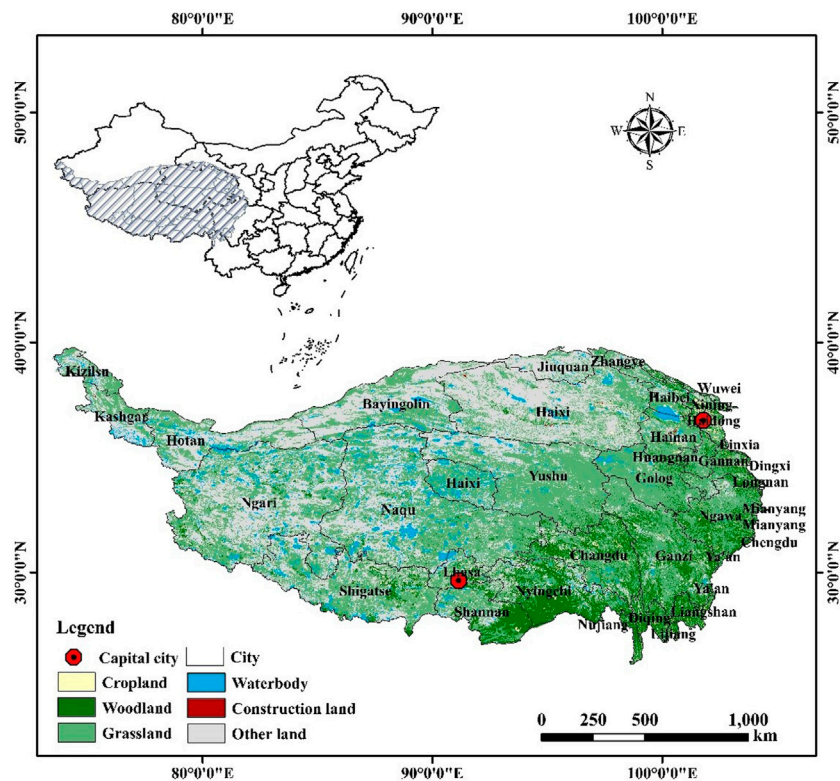 80°0'0"E 90°0'0"E 100°0'0"E
50°0'0"N 50°0'0"N
N
W E
S
40°0'0"N 40°0'0"N
Kizilsu
Kashgar
Hotan
Bayingolin
Jiuquan
Zhangye
Wuwei
Haibei
Xining
Haidong
Haixi
Hainan
Linxia
Huangnan
Gannan
Dingxi
Longnan
Golog
Yushu
Haixi
Ngari
Naqu
Ngawa
Mianyang
Mianyang
Chengdu
Changdu
Ganzi
Ya'an
Ya'an
30°0'0"N 30°0'0"N
Lhasa
Shigatse
Nyingchi
Shannan
Nujiang
Diqing
Liangshan
Lijiang
Legend
Capital city City
Cropland Waterbody
Woodland Construction land
Grassland Other land
0 250 500 1,000
km
80°0'0"E 90°0'0"E 100°0'0"E